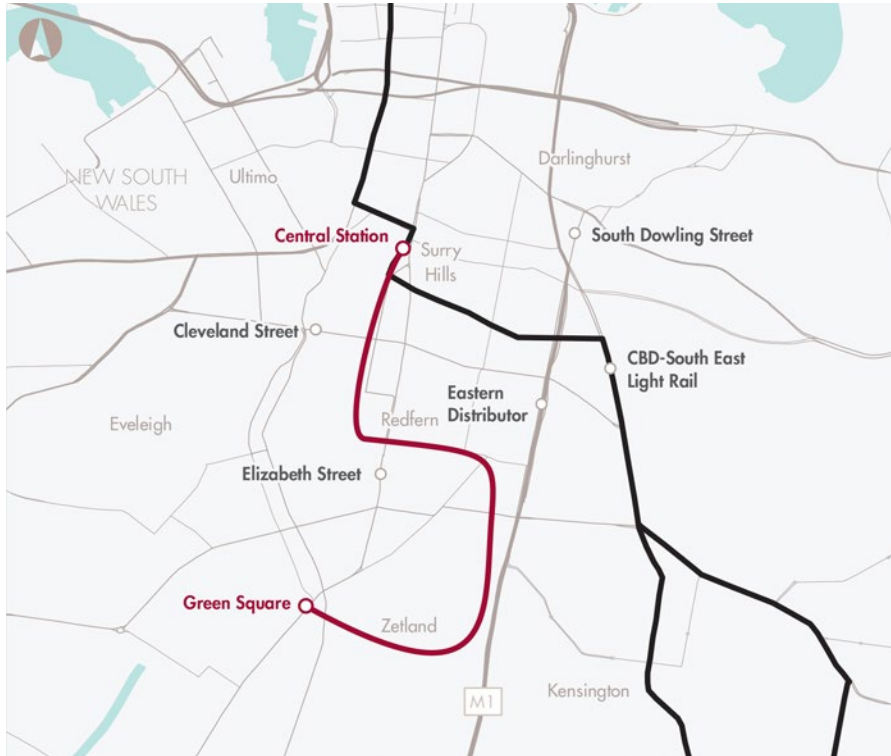 Darlinghurst
NEW SOUTH
WALES
Ultimo
Central Station
South Dowling Street
Surry
Hills
Cleveland Street
CBD-South East
Light Rail
Eastern
Distributor
Redfern
Eveleigh
Elizabeth Street
Green Square
Zetland
Kensington
M1